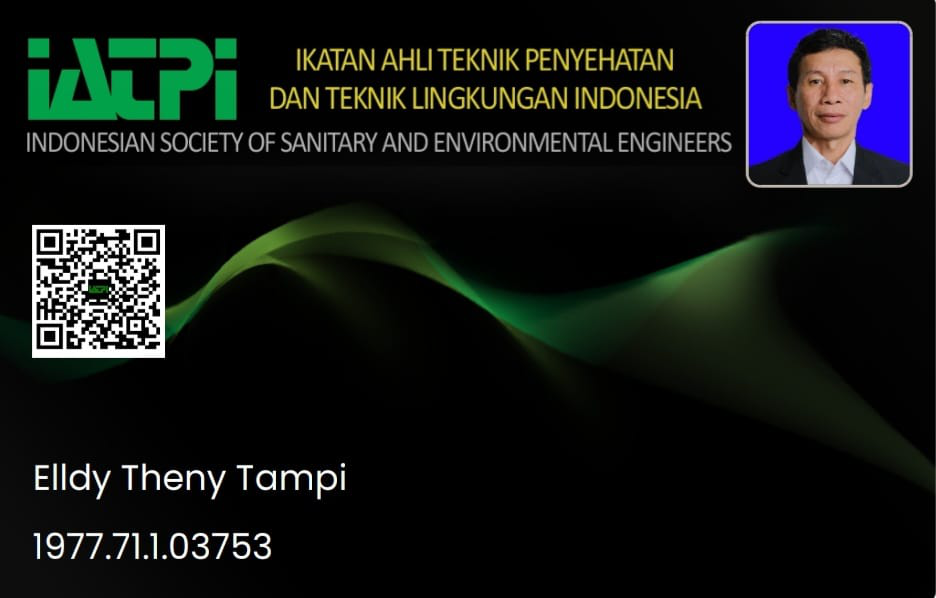 iATPi
IKATAN AHLI TEKNIK PENYEHATAN
DAN TEKNIK LINGKUNGAN INDONESIA
INDONESIAN SOCIETY OF SANITARY AND ENVIRONMENTAL ENGINEERS
IATPI
Elldy Theny Tampi
1977.71.1.03753